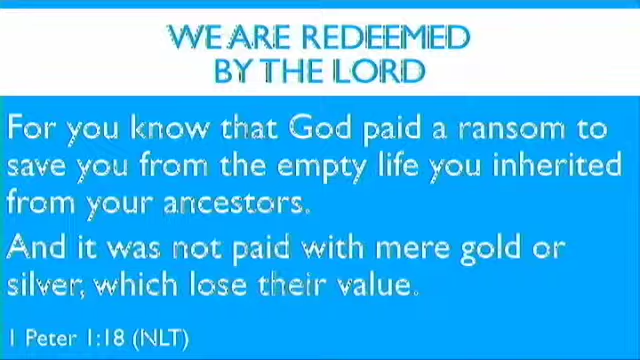 WE ARE REDEEMED
BY THE LORD
For you know that God paid a ransom to
save you from the empty life you inherited
from your ancestors.
And it was not paid with mere gold or
silver, which lose their value.
1 Peter 1:18 (NLT)